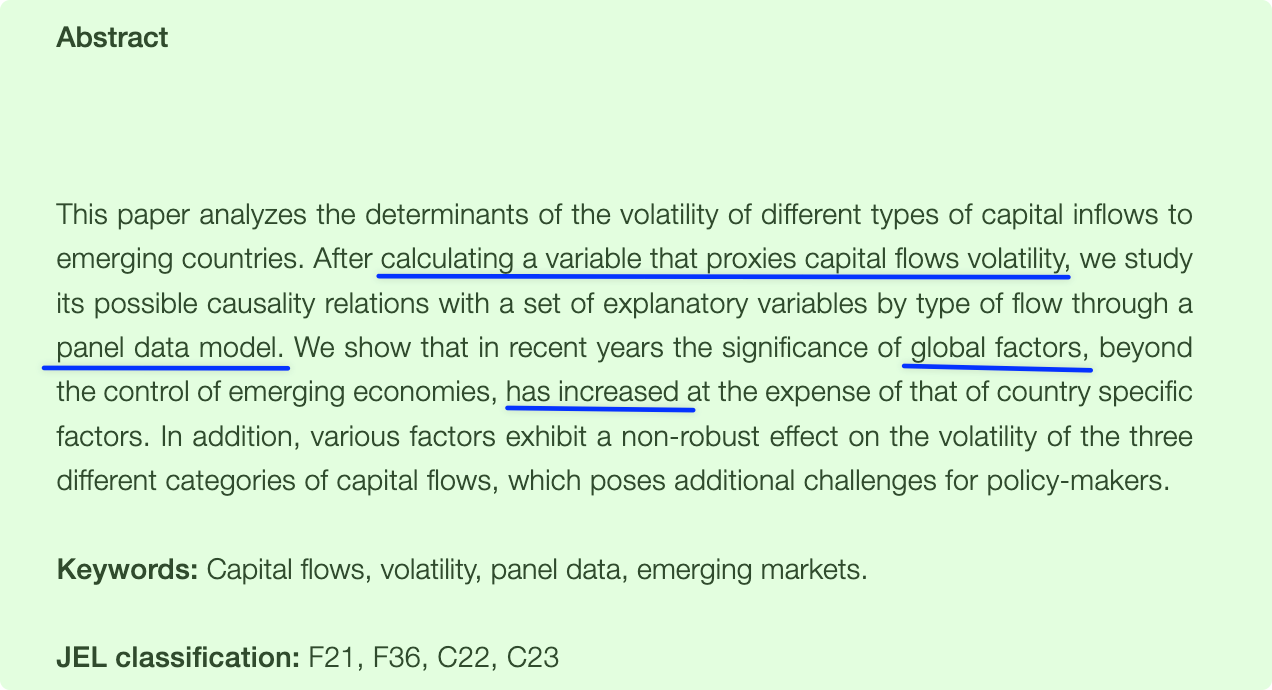 Abstract
This paper analyzes the determinants of the volatility of different types of capital inflows to
emerging countries. After calculating a variable that proxies capital flows volatility, we study
its possible causality relations with a set of explanatory variables by type of flow through a
panel data model. We show that in recent years the significance of global factors, beyond
the control of emerging economies, has increased at the expense of that of country specific
factors. In addition, various factors exhibit a non-robust effect on the volatility of the three
different categories of capital flows, which poses additional challenges for policy-makers.
Keywords: Capital flows, volatility, panel data, emerging markets.
JEL classification: F21, F36, C22, C23